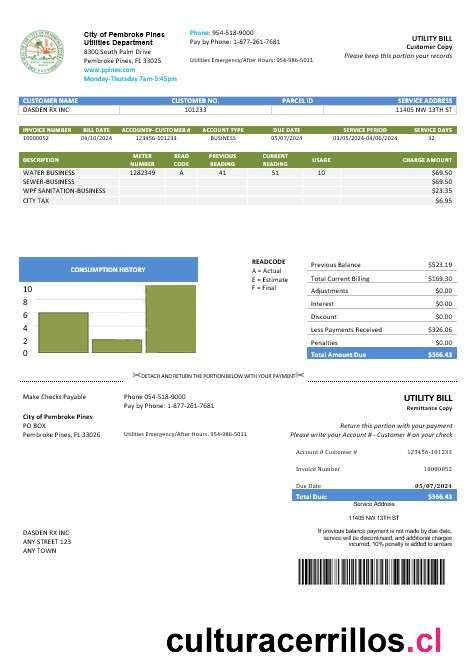 City of Pembroke Pines
Utilities Department
8300 South Palm Drive
Pembroke Pines, FL 33025
www.ppines.com
Monday-Thursday 7am-5:45pm
Phone: 954-518-9000
Pay by Phone: 1-877-261-7681
Utilities Emergency/After Hours: 954-986-5011
UTILITY BILL
Customer Copy
Please keep this portion your records
CUSTOMER NAME CUSTOMER NO. PARCEL ID SERVICE ADDRESS
DASDEN RX INC 101233 11405 NW 13TH ST
INVOICE NUMBER BILL DATE ACCOUNT#- CUSTOMER # ACCOUNT TYPE DUE DATE SERVICE PERIOD SERVICE DAYS
10000052 04/10/2024 123456-101233 BUSINESS 05/07/2024 03/05/2024-04/06/2024 32
DESCRIPTION METER NUMBER READ CODE PREVIOUS READING CURRENT READING USAGE CHARGE AMOUNT
WATER BUSINESS 1282349 A 41 51 10 $69.50
SEWER-BUSINESS $69.50
WPF SANITATION-BUSINESS $23.35
CITY TAX $6.95
CONSUMPTION HISTORY
10
8
6
4
2
0
READCODE
A = Actual
E = Estimate
F = Final
Previous Balance $523.19
Total Current Billing $169.30
Adjustments $0.00
Interest $0.00
Discount $0.00
Less Payments Received $326.06
Penalties $0.00
Total Amount Due $366.43
DETACH AND RETURN THE PORTION BELOW WITH YOUR PAYMENT
Make Checks Payable
City of Pembroke Pines
PO BOX
Pembroke Pines, FL 33026
Phone 054-518-9000
Pay by Phone: 1-877-261-7681
Utilities Emergency/After Hours. 954-986-5011
UTILITY BILL
Remittance Copy
Return this portion with your payment
Please write your Account # - Customer # on your check
Account # Customer # 123456-101233
Invoice Number 10000052
Due Date 05/07/2024
Total Due: $366.43
Service Address
11405 NW 13TH ST
If previous balance payment is not made by due date,
service will be discontinued, and additional charges
incurred, 10% penalty is added to arrears
DASDEN RX INC
ANY STREET 123
ANY TOWN
culturacerrillos.cl